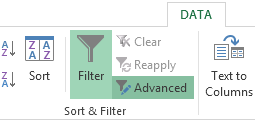 DATA
A
Z
Z
A
Z A
A Z
Sort
Filter
Clear
Reapply
Advanced
Text to
Columns
Sort & Filter